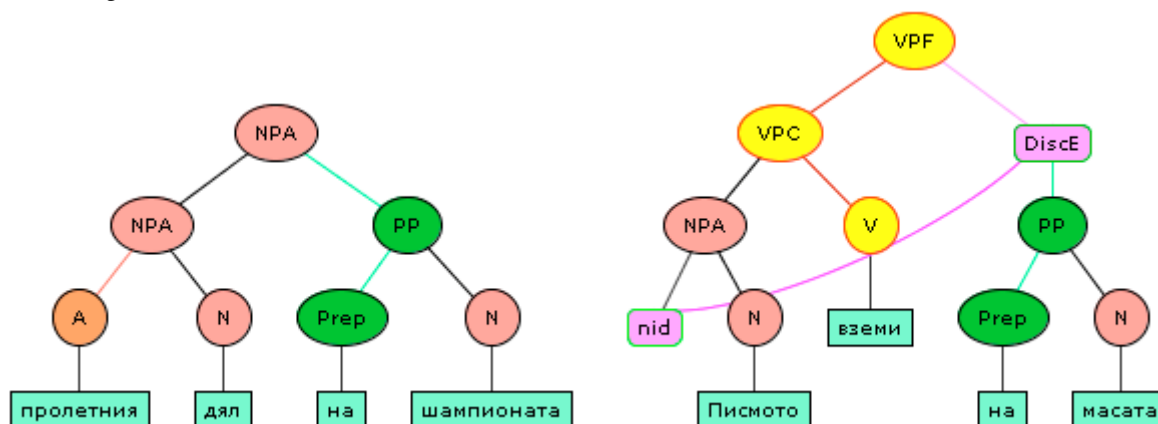 VPF
NPA VPC DiscE
NPA PP NPA V PP
A N Prep N nid N вземи Prep N
пролетния дял на шампионата Писмото на масата